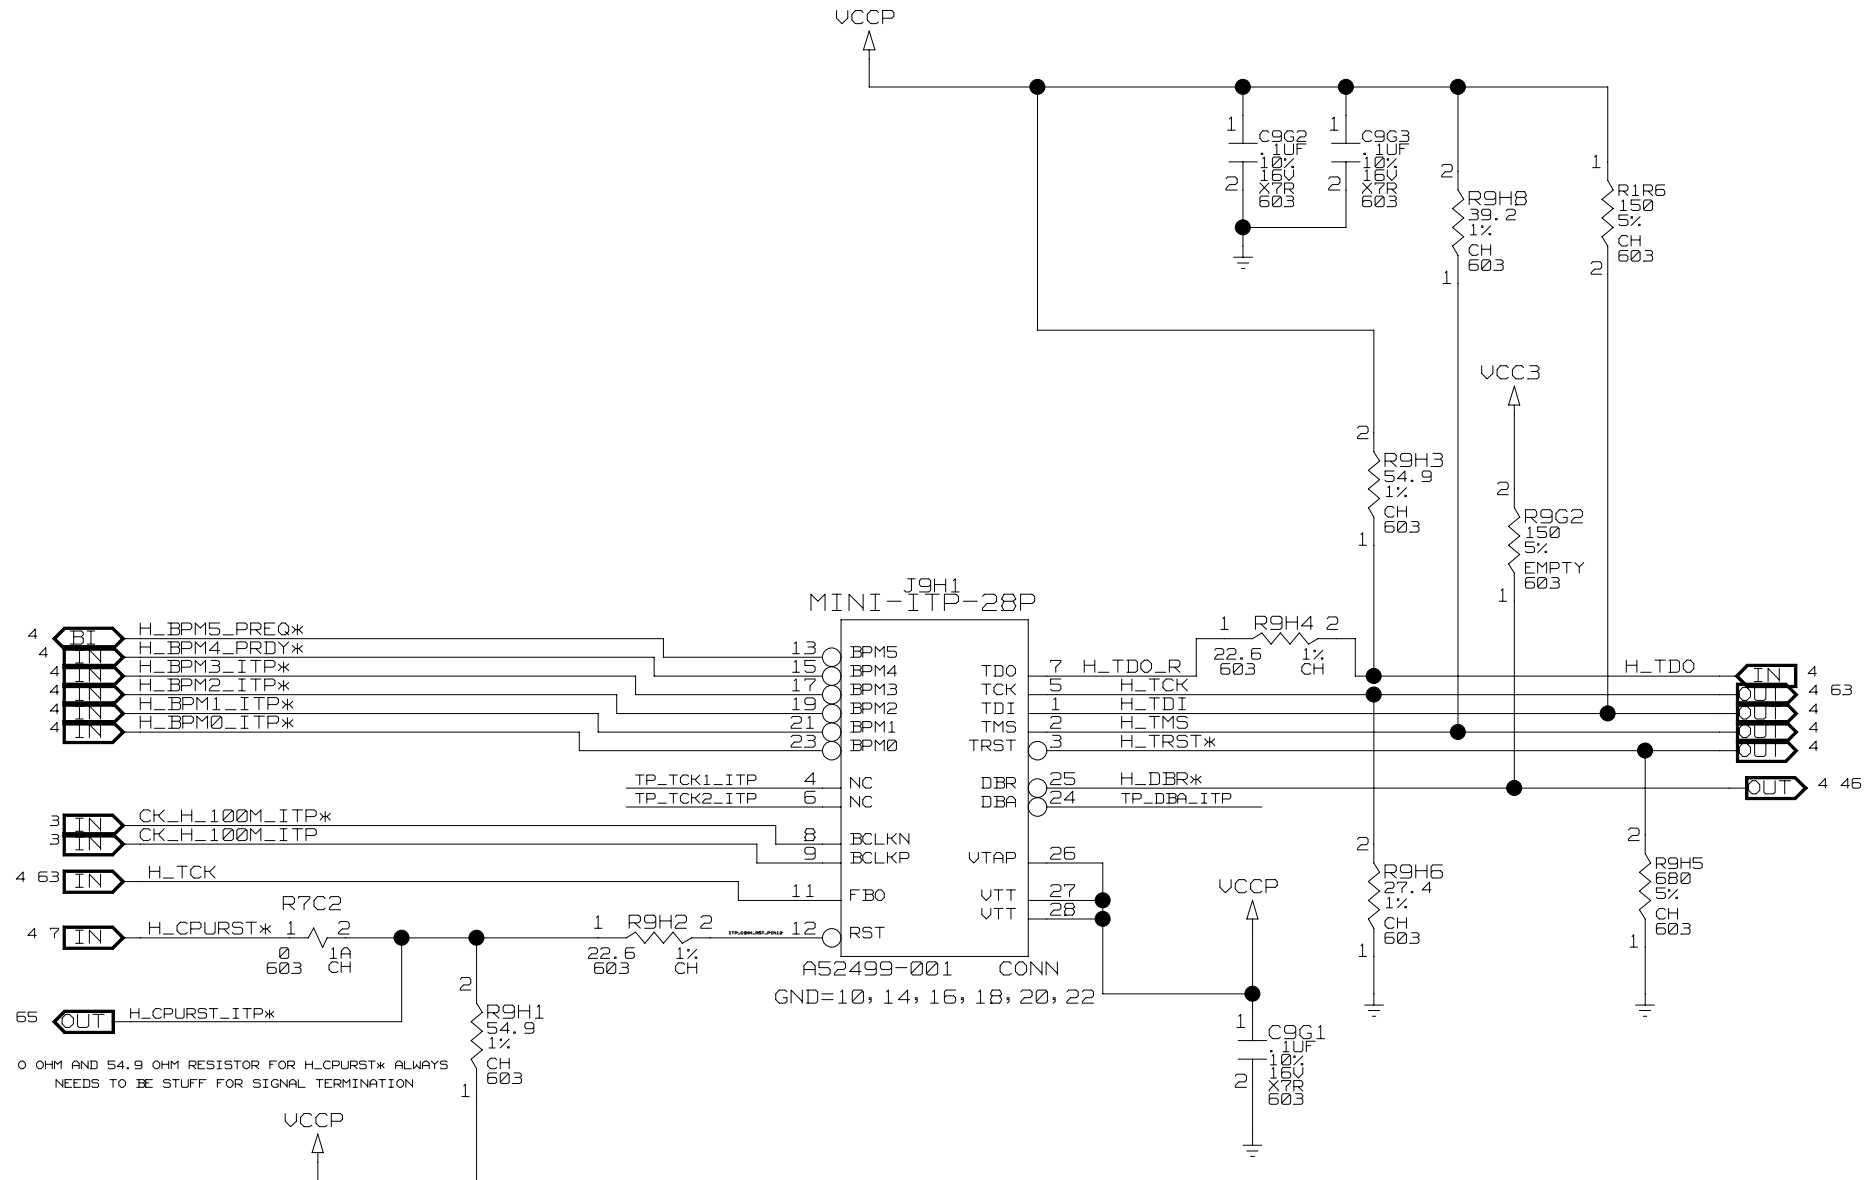 VCCP
1
C9G2
.1UF
10%
16V
X7R
603
2
1
C9G3
.1UF
10%
16V
X7R
603
2
2
R9H8
39.2
1%
CH
603
1
1
R1R6
150
5%
CH
603
2
VCC3
2
R9H3
54.9
1%
CH
603
1
2
R9G2
150
5%
EMPTY
603
1
J9H1
MINI-ITP-28P
4 BI H_BPM5_PREQ* 13 BPM5
4 IN H_BPM4_PRDY* 15 BPM4
4 IN H_BPM3_ITP* 17 BPM3
4 IN H_BPM2_ITP* 19 BPM2
4 IN H_BPM1_ITP* 21 BPM1
4 IN H_BPM0_ITP* 23 BPM0
TP_TCK1_ITP 4 NC
TP_TCK2_ITP 6 NC
3 IN CK_H_100M_ITP* 8 BCLKN
3 IN CK_H_100M_ITP 9 BCLKP
4 63 IN H_TCK 11 FBO
R7C2
4 7 IN H_CPURST* 1 2
0 1A
603 CH
1 R9H2 2
22.6 1%
603 CH
12 RST
1 R9H4 2
22.6 1%
603 CH
TDO 7 H_TDO_R H_TDO IN 4
TCK 5 H_TCK OUT 4 63
TDI 1 H_TDI OUT 4
TMS 2 H_TMS OUT 4
TRST 3 H_TRST* OUT 4
DBR 25 H_DBR* OUT 4 46
DBA 24 TP_DBA_ITP
VTAP 26
VTT 27
VTT 28
A52499-001 CONN
GND=10,14,16,18,20,22
VCCP
2
R9H6
27.4
1%
CH
603
1
2
R9H5
680
5%
CH
603
1
65 OUT H_CPURST_ITP*
2
R9H1
54.9
1%
CH
603
1
1
C9G1
.1UF
10%
16V
X7R
603
2
0 OHM AND 54.9 OHM RESISTOR FOR H_CPURST* ALWAYS
NEEDS TO BE STUFF FOR SIGNAL TERMINATION
VCCP